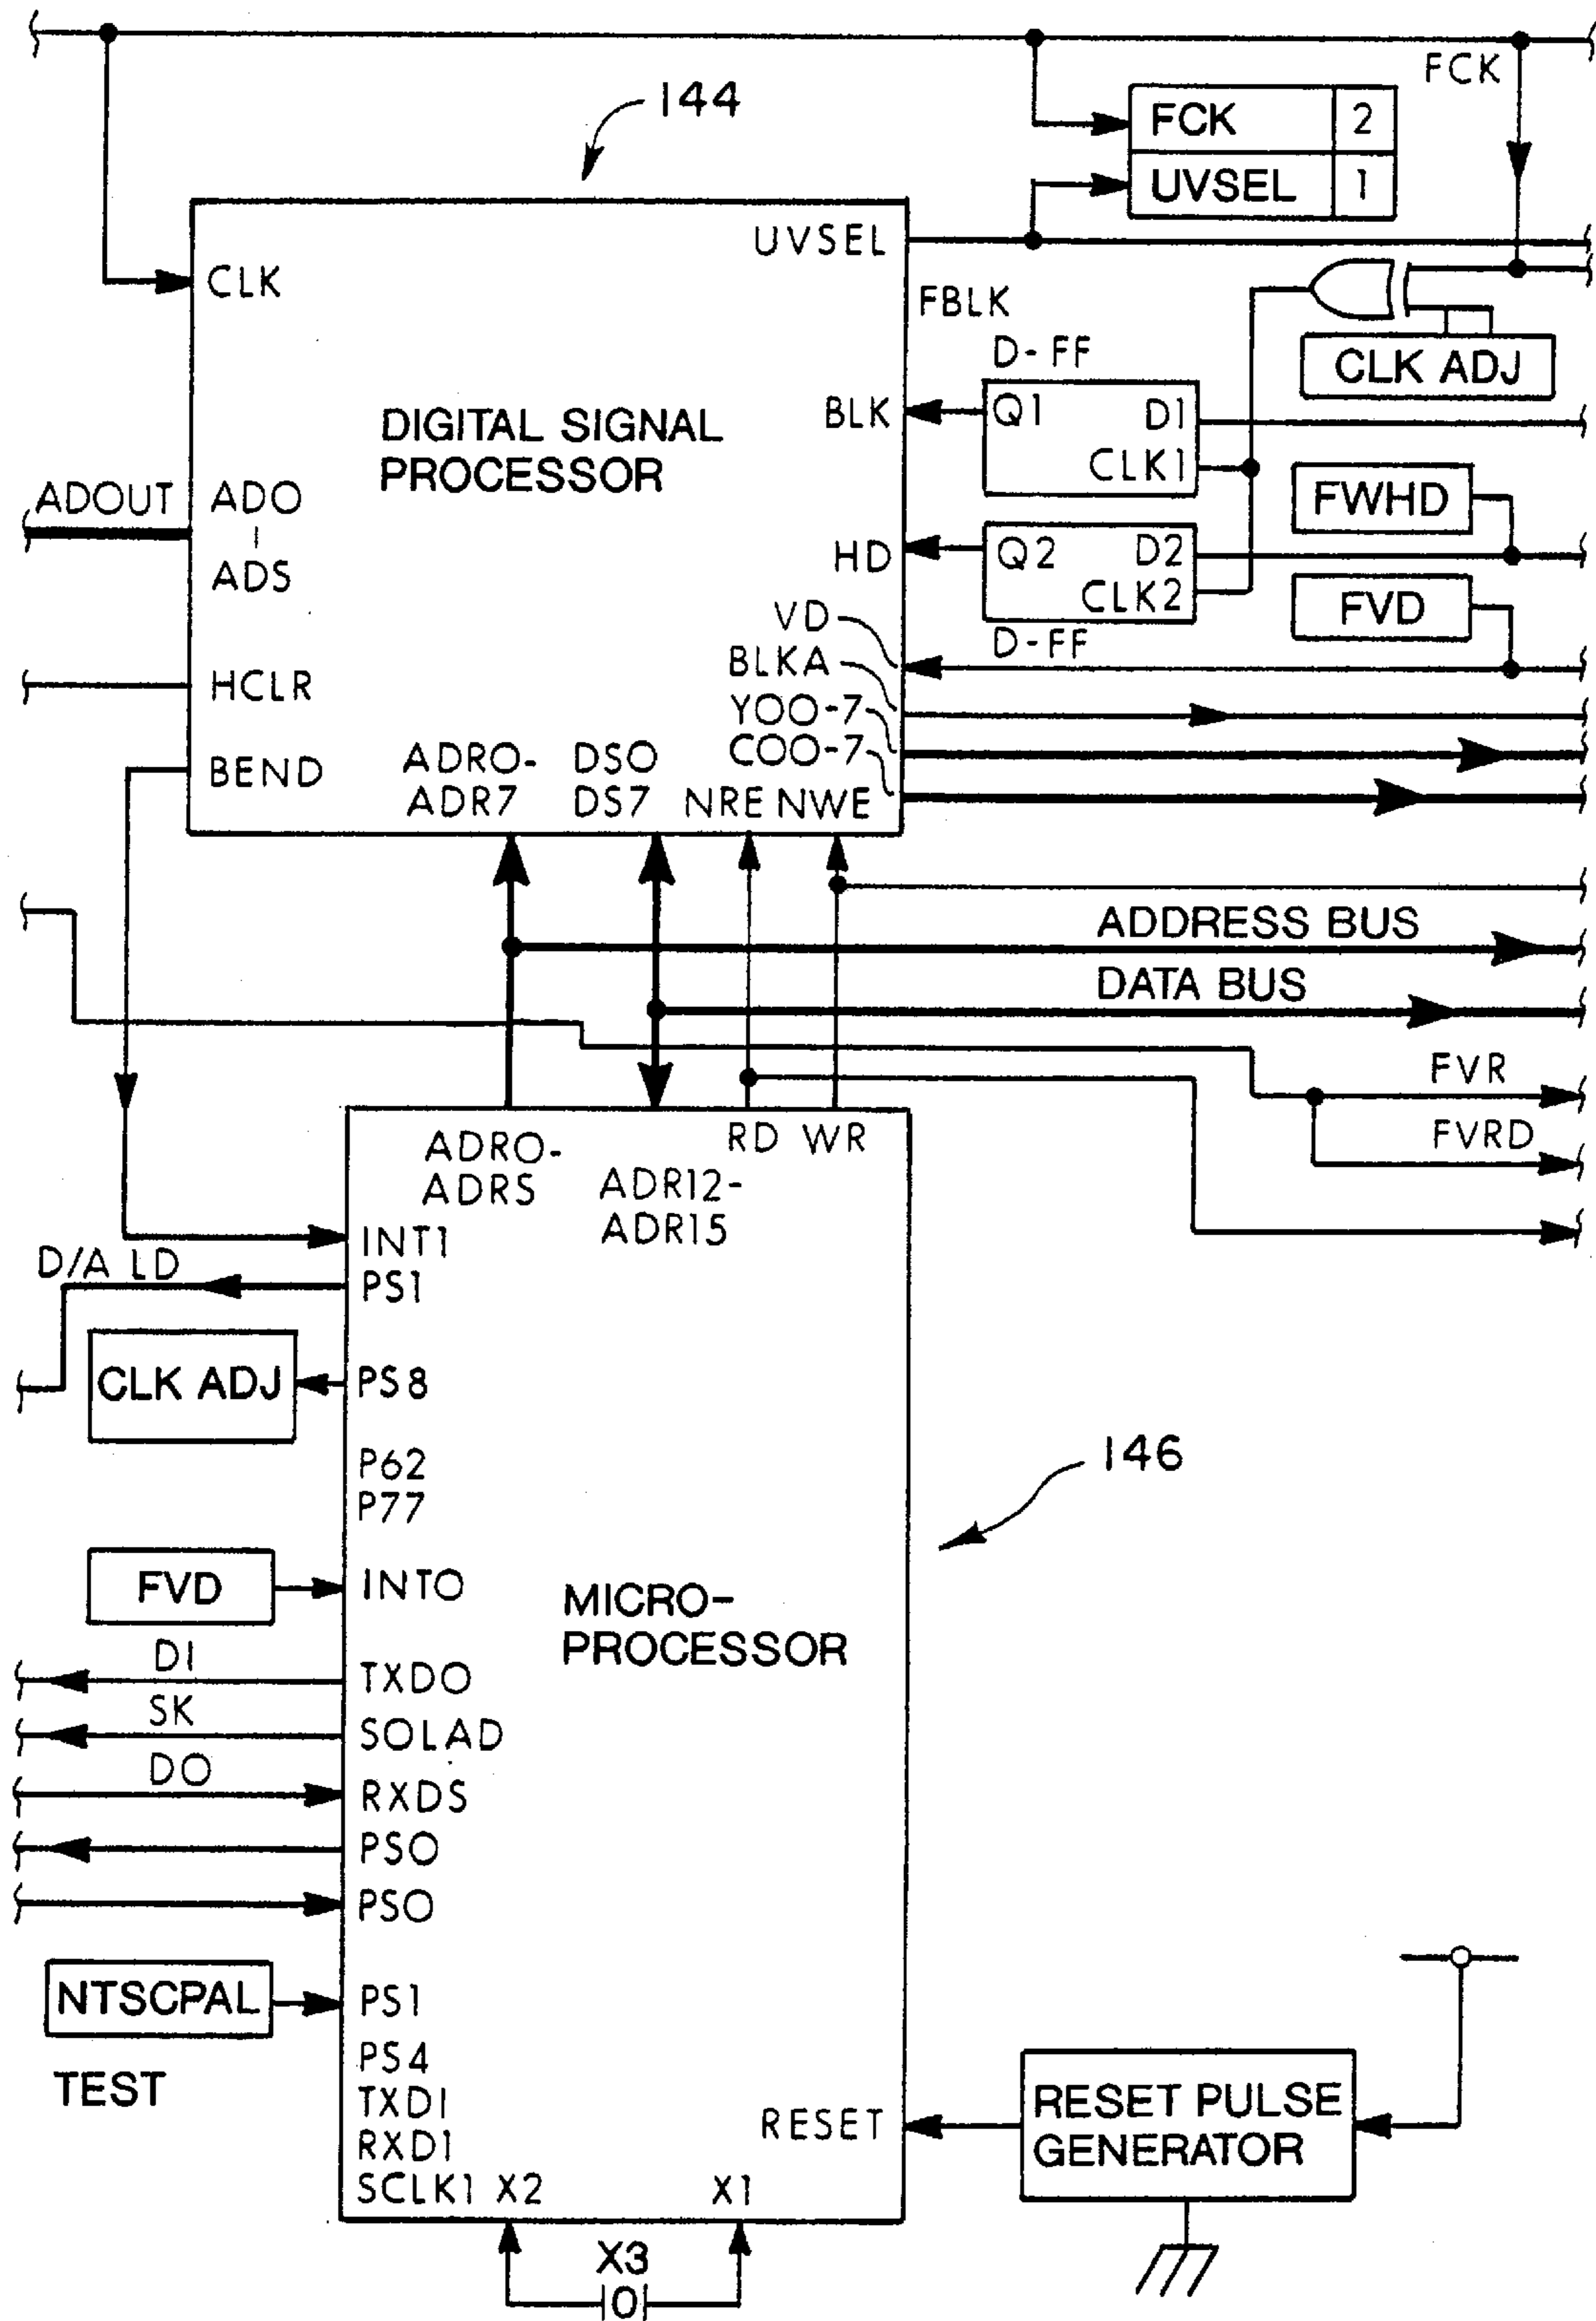 FCK
144
FCK 2
UVSEL 1
UVSEL
CLK
FBLK
D-FF
CLK ADJ
BLK
Q1 D1
CLK1
DIGITAL SIGNAL
PROCESSOR
ADOUT
ADO
ADS
FWHD
HD
Q2 D2
CLK2
D-FF
FVD
VD
BLKA
YOO-7
COO-7
HCLR
BEND
ADRO-
ADR7
DSO
DS7
NRE NWE
ADDRESS BUS
DATA BUS
FVR
FVRD
RD WR
ADRO-
ADRS
ADR12-
ADR15
INT1
D/A LD
PS1
CLK ADJ
PS8
P62
P77
146
FVD
INTO
MICRO-
PROCESSOR
DI
TXDO
SK
SOLAD
DO
RXDS
PSO
PSO
NTSCPAL
PS1
PS4
TEST
TXD1
RXD1
SCLK1 X2 X1
RESET
RESET PULSE
GENERATOR
X3